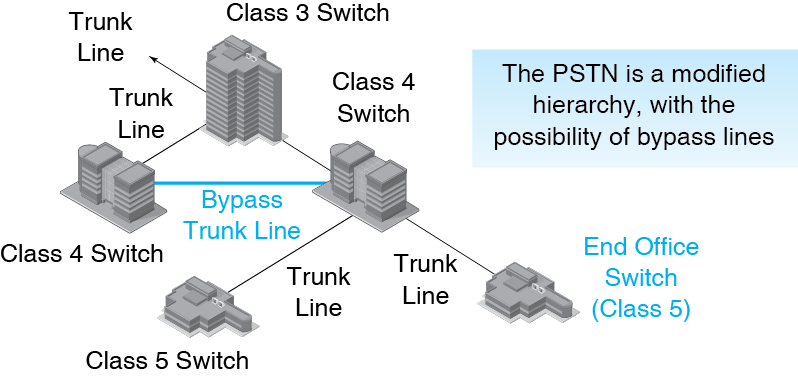 Class 3 Switch
Trunk
Line
The PSTN is a modified
hierarchy, with the
possibility of bypass lines
Class 4
Switch
Trunk
Line
Bypass
Trunk Line
Class 4 Switch
End Office
Switch
(Class 5)
Trunk
Line
Trunk
Line
Class 5 Switch